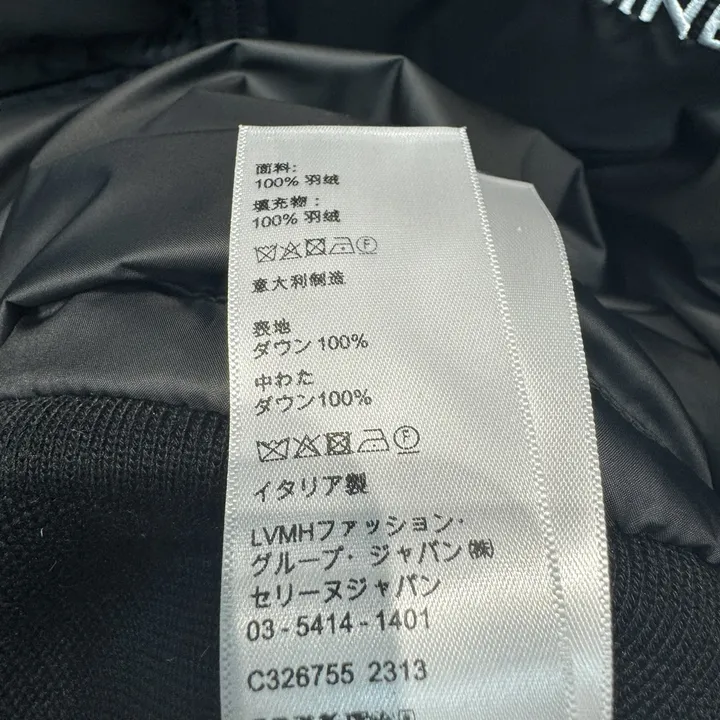 面料:
100% 羽绒
填充物:
100% 羽绒
意大利制造
表地
ダウン100%
中わた
ダウン100%
F
イタリア製
LVMHファッション・
グループ・ジャパン㈱
セリーヌジャパン
03-5414-1401
C326755 2313